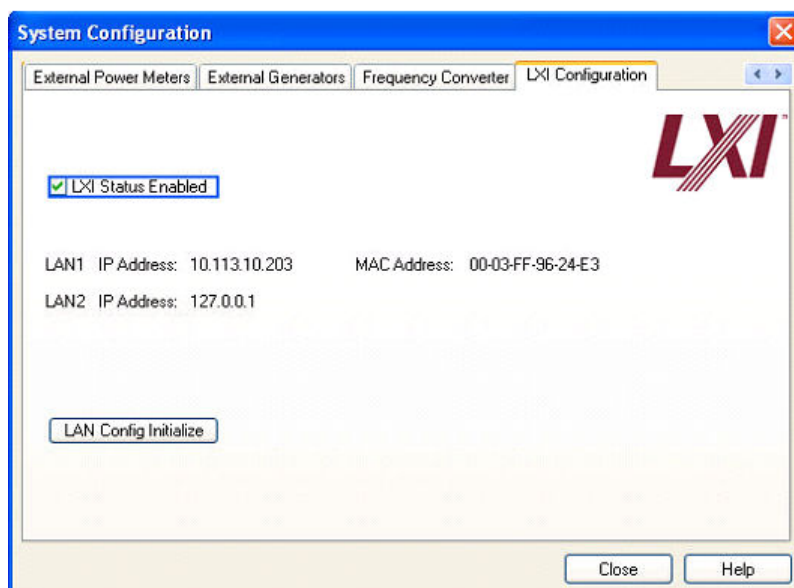 System Configuration
External Power Meters External Generators Frequency Converter LXI Configuration
LXI
LXI Status Enabled
LAN1 IP Address: 10.113.10.203 MAC Address: 00-03-FF-96-24-E3
LAN2 IP Address: 127.0.0.1
LAN Config Initialize
Close Help